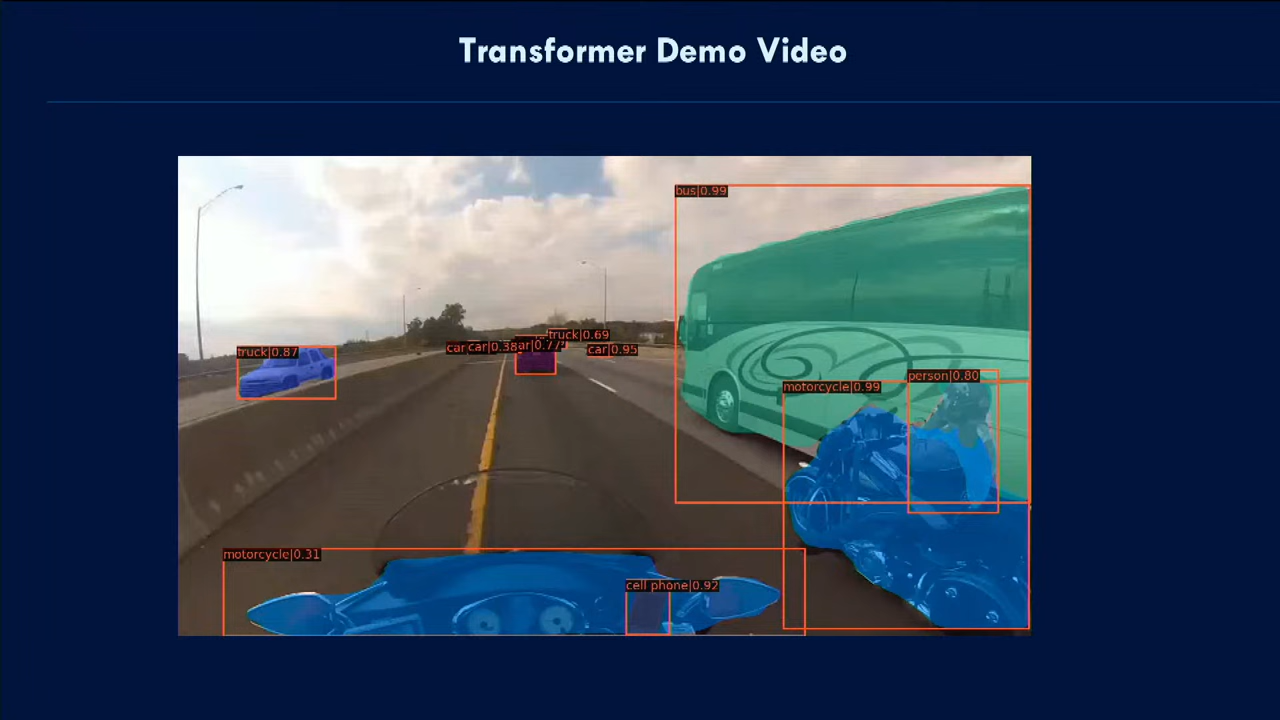 Transformer Demo Video
bus|0.99
truck|0.69
car|0.38
car|0.95
truck|0.87
person|0.80
motorcycle|0.99
motorcycle|0.31
cell phone|0.92